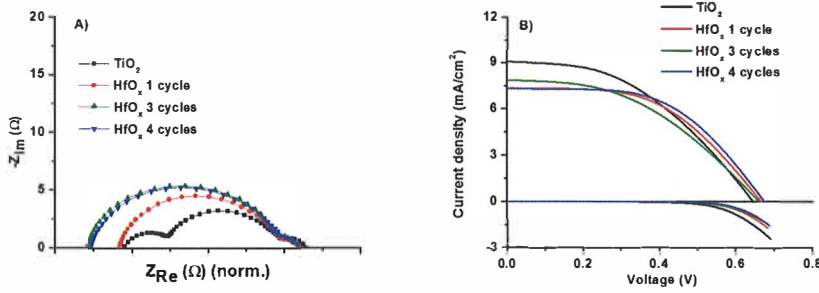 A)
TiO₂
HfOₓ 1 cycle
HfOₓ 3 cycles
HfOₓ 4 cycles
-Z_im (Ω)
20
15
10
5
0
Z_Re (Ω) (norm.)
B)
TiO₂
HfOₓ 1 cycle
HfOₓ 3 cycles
HfOₓ 4 cycles
Current density (mA/cm²)
12
9
6
3
0
-3
0.0
0.2
0.4
0.6
0.8
Voltage (V)